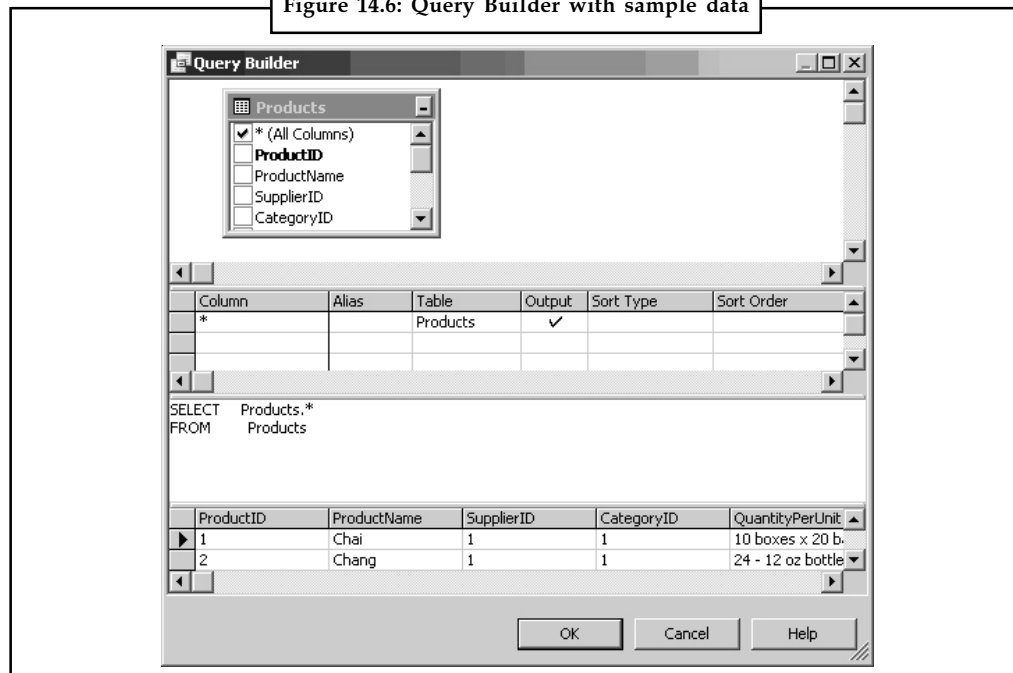 Figure 14.6: Query Builder with sample data
Query Builder
Products
* (All Columns)
ProductID
ProductName
SupplierID
CategoryID
Column Alias Table Output Sort Type Sort Order
* Products
SELECT Products.*
FROM Products
ProductID ProductName SupplierID CategoryID QuantityPerUnit
1 Chai 1 1 10 boxes x 20 b
2 Chang 1 1 24 - 12 oz bottle
OK Cancel Help